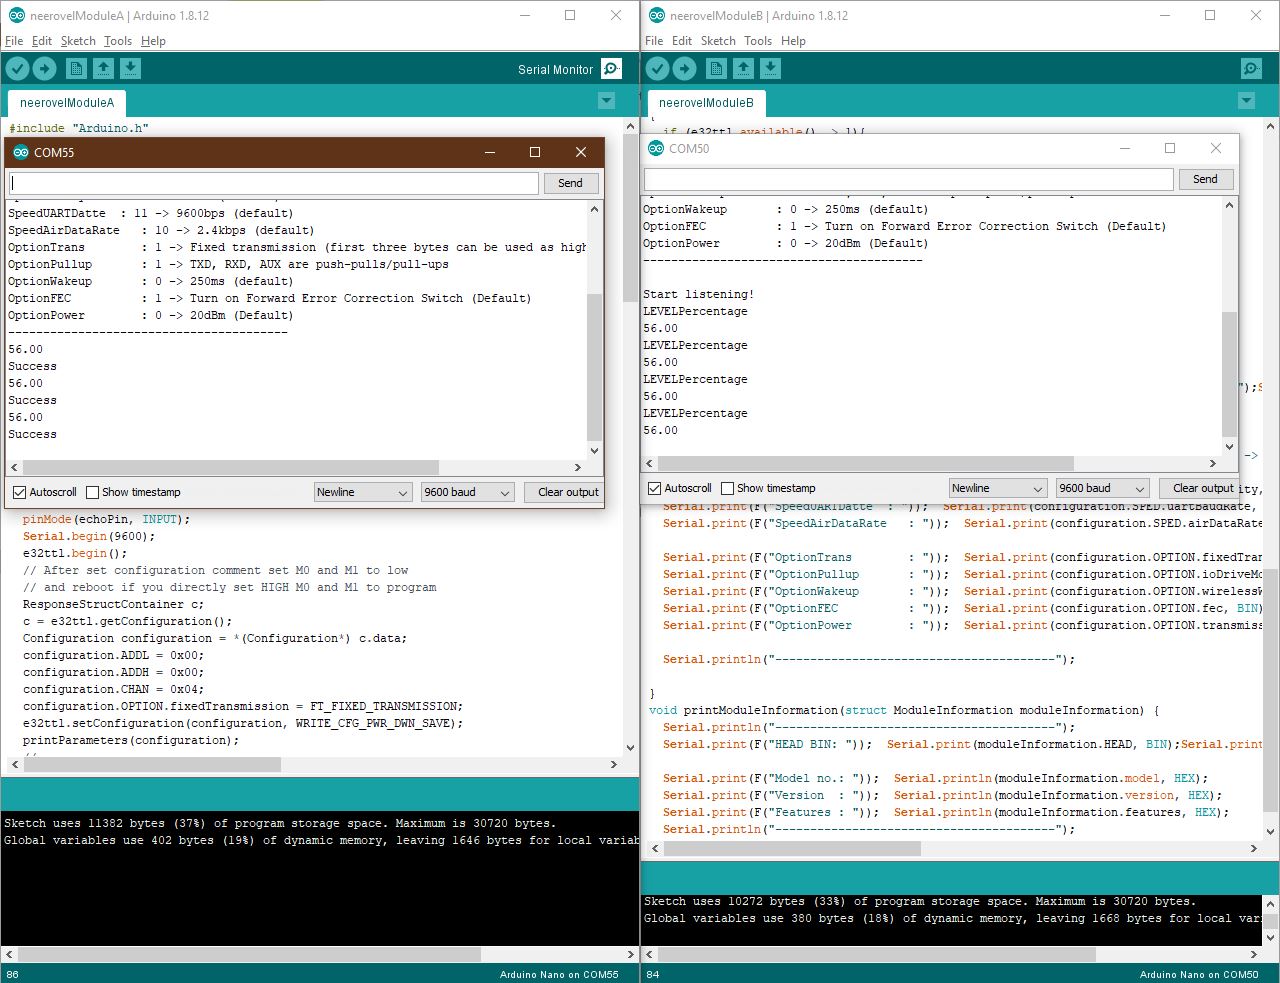 neerovelModuleA | Arduino 1.8.12
File Edit Sketch Tools Help
Serial Monitor
neerovelModuleA
#include "Arduino.h"
COM55
Send
SpeedUARTDatte : 11 -> 9600bps (default)
SpeedAirDataRate : 10 -> 2.4kbps (default)
OptionTrans : 1 -> Fixed transmission (first three bytes can be used as high
OptionPullup : 1 -> TXD, RXD, AUX are push-pulls/pull-ups
OptionWakeup : 0 -> 250ms (default)
OptionFEC : 1 -> Turn on Forward Error Correction Switch (Default)
OptionPower : 0 -> 20dBm (Default)
----------------------------------------
56.00
Success
56.00
Success
56.00
Success
Autoscroll Show timestamp Newline 9600 baud Clear output
pinMode(echoPin, INPUT);
Serial.begin(9600);
e32ttl.begin();
// After set configuration comment set M0 and M1 to low
// and reboot if you directly set HIGH M0 and M1 to program
ResponseStructContainer c;
c = e32ttl.getConfiguration();
Configuration configuration = *(Configuration*) c.data;
configuration.ADDL = 0x00;
configuration.ADDH = 0x00;
configuration.CHAN = 0x04;
configuration.OPTION.fixedTransmission = FT_FIXED_TRANSMISSION;
e32ttl.setConfiguration(configuration, WRITE_CFG_PWR_DWN_SAVE);
printParameters(configuration);
Sketch uses 11382 bytes (37%) of program storage space. Maximum is 30720 bytes.
Global variables use 402 bytes (19%) of dynamic memory, leaving 1646 bytes for local variab
86 Arduino Nano on COM55
neerovelModuleB | Arduino 1.8.12
File Edit Sketch Tools Help
neerovelModuleB
if (e32ttl.available() > 1){
COM50
Send
OptionWakeup : 0 -> 250ms (default)
OptionFEC : 1 -> Turn on Forward Error Correction Switch (Default)
OptionPower : 0 -> 20dBm (Default)
----------------------------------------
Start listening!
LEVELPercentage
56.00
LEVELPercentage
56.00
LEVELPercentage
56.00
LEVELPercentage
56.00
");S
->
Autoscroll Show timestamp Newline 9600 baud Clear output
ity,
Serial.print(F("SpeedUARTDatte : ")); Serial.print(configuration.SPED.uartBaudRate,
Serial.print(F("SpeedAirDataRate : ")); Serial.print(configuration.SPED.airDataRate
Serial.print(F("OptionTrans : ")); Serial.print(configuration.OPTION.fixedTran
Serial.print(F("OptionPullup : ")); Serial.print(configuration.OPTION.ioDriveMo
Serial.print(F("OptionWakeup : ")); Serial.print(configuration.OPTION.wirelessW
Serial.print(F("OptionFEC : ")); Serial.print(configuration.OPTION.fec, BIN)
Serial.print(F("OptionPower : ")); Serial.print(configuration.OPTION.transmiss
Serial.println("----------------------------------------");
}
void printModuleInformation(struct ModuleInformation moduleInformation) {
Serial.println("----------------------------------------");
Serial.print(F("HEAD BIN: ")); Serial.print(moduleInformation.HEAD, BIN);Serial.print
Serial.print(F("Model no.: ")); Serial.println(moduleInformation.model, HEX);
Serial.print(F("Version : ")); Serial.println(moduleInformation.version, HEX);
Serial.print(F("Features : ")); Serial.println(moduleInformation.features, HEX);
Serial.println("----------------------------------------");
Sketch uses 10272 bytes (33%) of program storage space. Maximum is 30720 bytes.
Global variables use 380 bytes (18%) of dynamic memory, leaving 1668 bytes for local vari
84 Arduino Nano on COM50